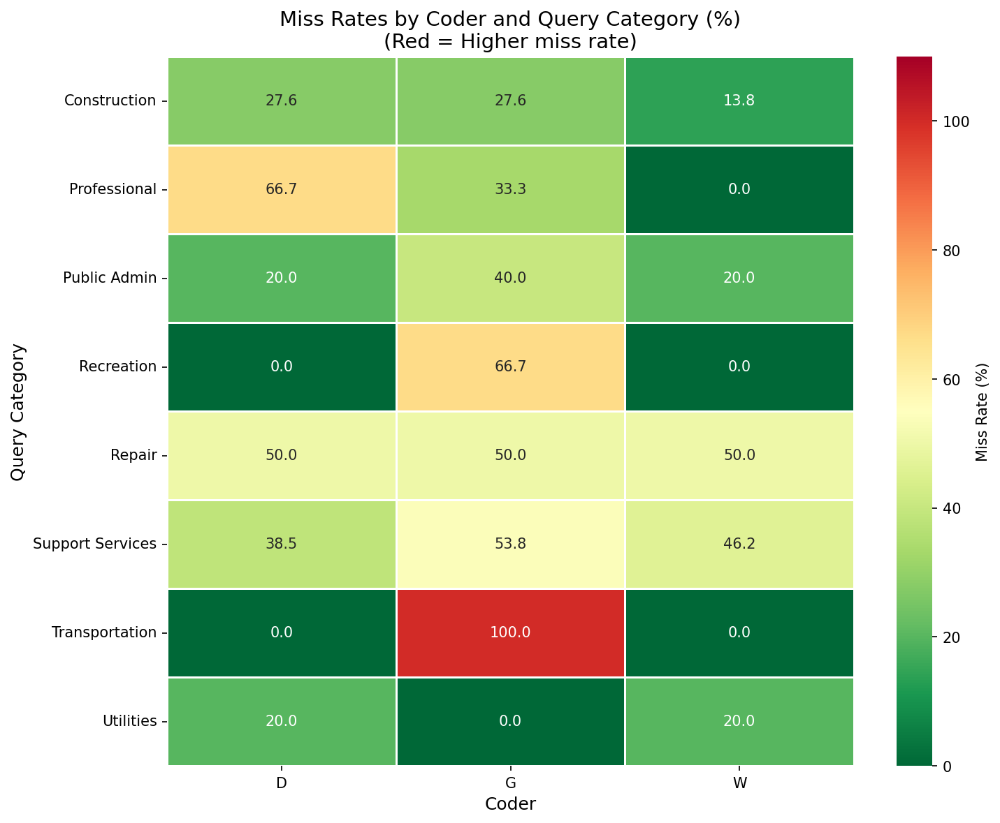 Miss Rates by Coder and Query Category (%)
(Red = Higher miss rate)
Query Category
Construction 27.6 27.6 13.8
Professional 66.7 33.3 0.0
Public Admin 20.0 40.0 20.0
Recreation 0.0 66.7 0.0
Repair 50.0 50.0 50.0
Support Services 38.5 53.8 46.2
Transportation 0.0 100.0 0.0
Utilities 20.0 0.0 20.0
D G W
Coder
100
80
60
40
20
0
Miss Rate (%)